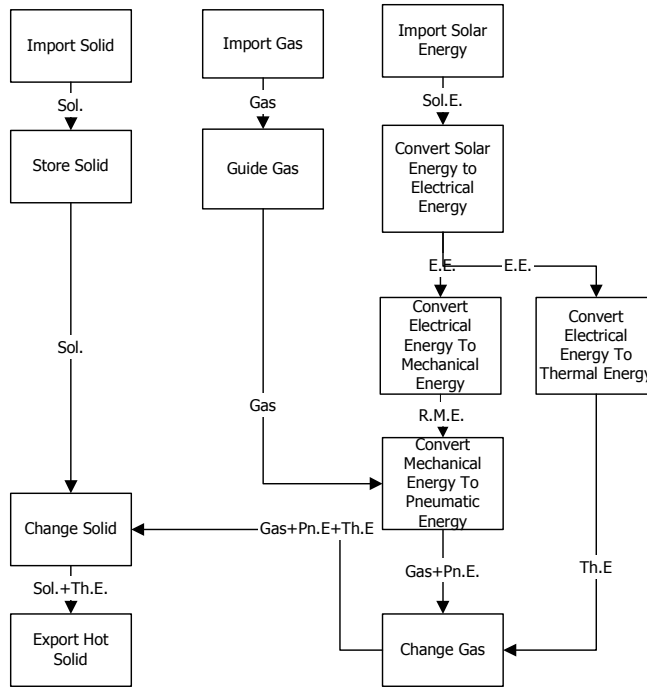 Import Solid
Import Gas
Import Solar
Energy
Sol.
Gas
Sol.E.
Store Solid
Guide Gas
Convert Solar
Energy to
Electrical
Energy
E.E.
E.E.
Convert
Electrical
Energy To
Mechanical
Energy
Convert
Electrical
Energy To
Thermal Energy
Sol.
Gas
R.M.E.
Convert
Mechanical
Energy To
Pneumatic
Energy
Change Solid
Gas+Pn.E+Th.E
Gas+Pn.E.
Th.E
Sol.+Th.E.
Export Hot
Solid
Change Gas